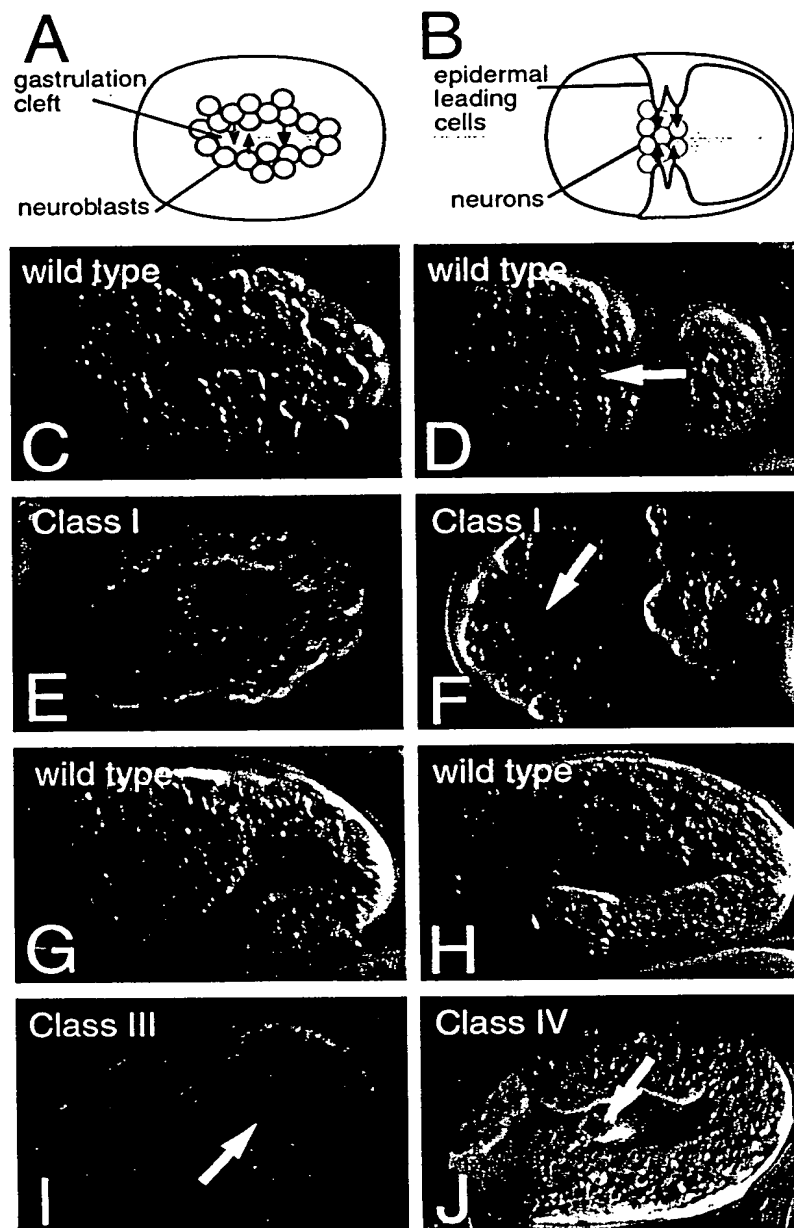 A
gastrulation
cleft
neuroblasts
B
epidermal
leading
cells
neurons
wild type
C
wild type
D
Class I
E
Class I
F
wild type
G
wild type
H
Class III
I
Class IV
J